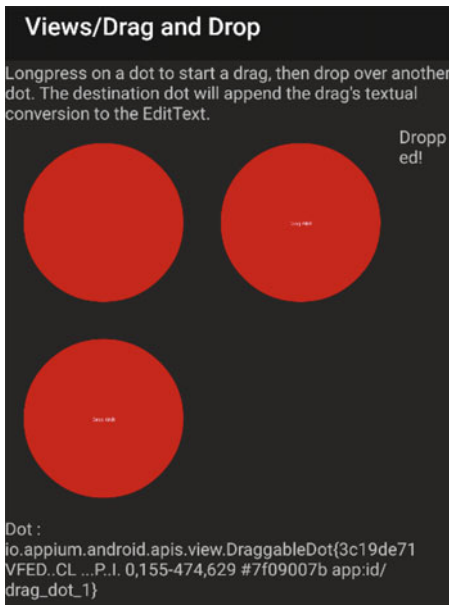 Views/Drag and Drop
Longpress on a dot to start a drag, then drop over another
dot. The destination dot will append the drag's textual
conversion to the EditText.
Dropp
ed!
Dot :
io.appium.android.apis.view.DraggableDot{3c19de71
VFED..CL ...P..I. 0,155-474,629 #7f09007b app:id/
drag_dot_1}